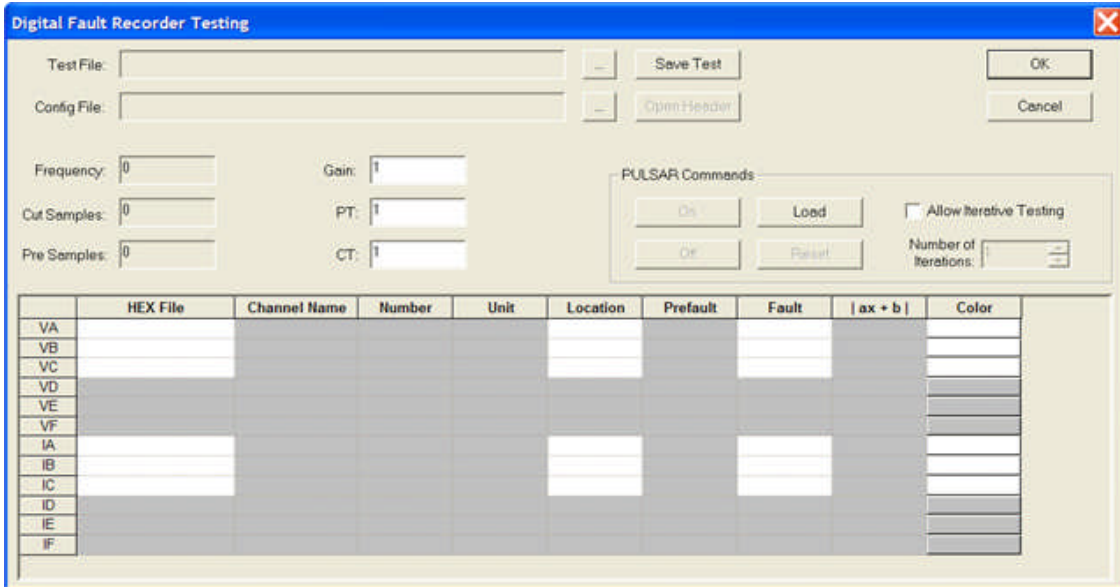 Digital Fault Recorder Testing
Test File: ... Save Test OK
Config File: ... Open Header Cancel
Frequency: 0 Gain: 1 PULSAR Commands
Cut Samples: 0 PT: 1 On Load Allow Iterative Testing
Pre Samples: 0 CT: 1 Off Reset Number of Iterations: 1
HEX File Channel Name Number Unit Location Prefault Fault | ax + b | Color
VA
VB
VC
VD
VE
VF
IA
IB
IC
ID
IE
IF